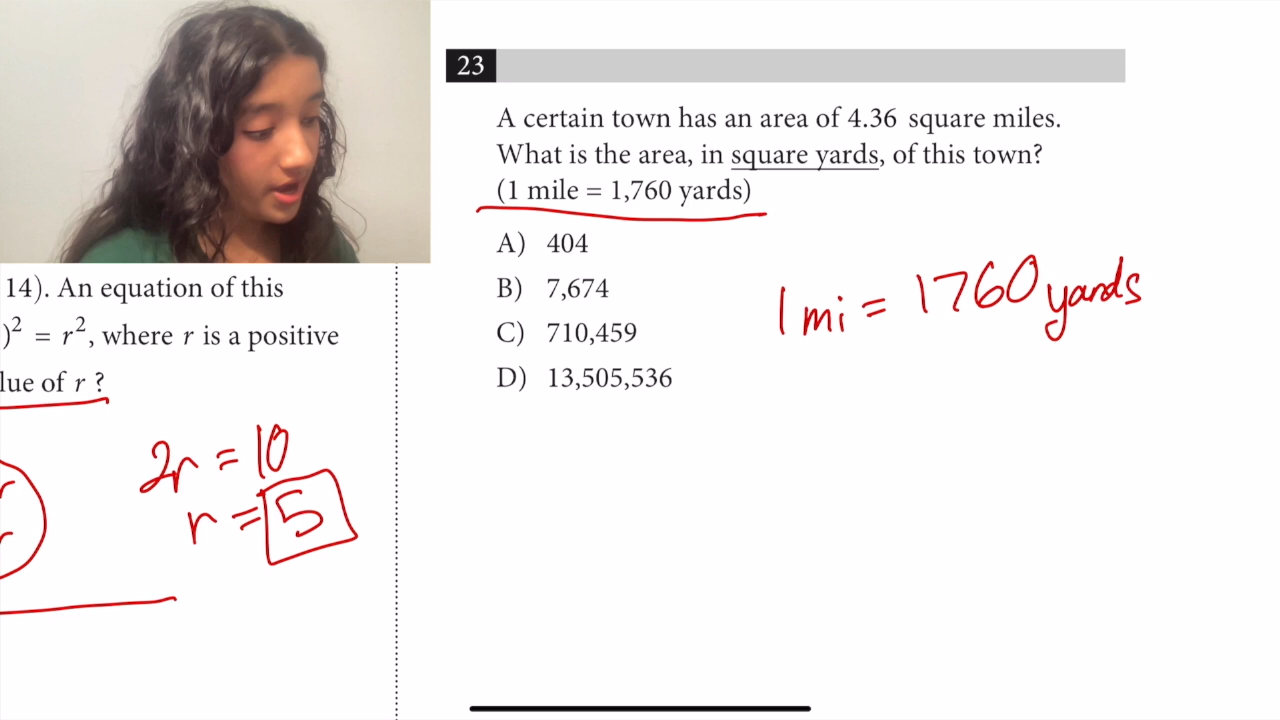 23
A certain town has an area of 4.36 square miles.
What is the area, in square yards, of this town?
(1 mile = 1,760 yards)
A) 404
B) 7,674
C) 710,459
D) 13,505,536
1 mi = 1760 yards
14). An equation of this
)² = r², where r is a positive
lue of r ?
2r = 10
r = 5